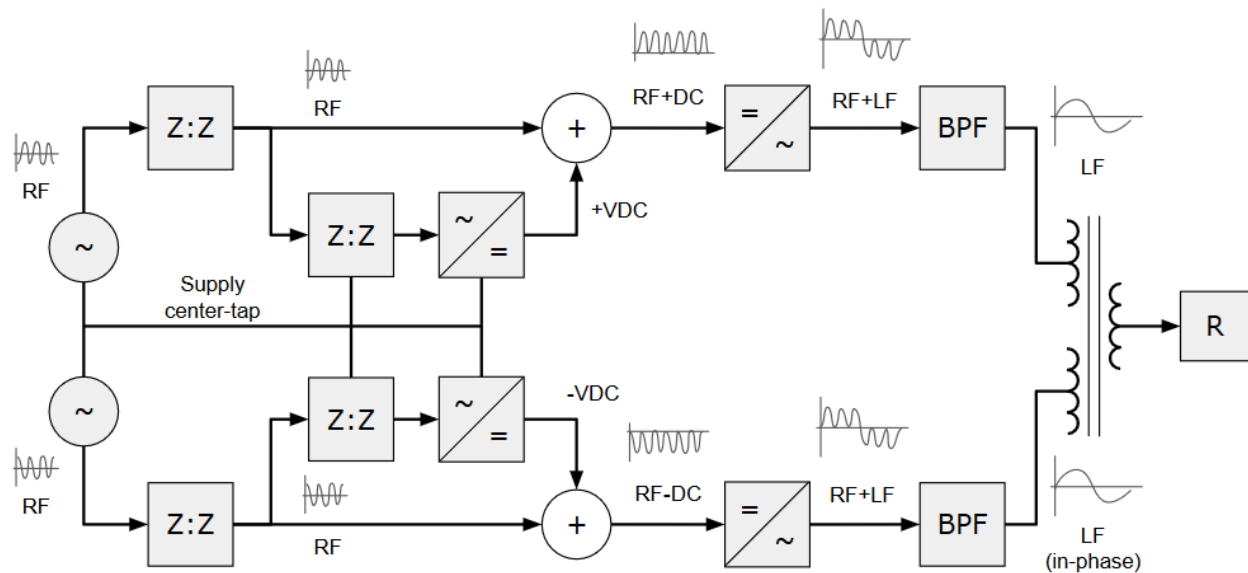 RF
RF+DC
RF+LF
Z:Z
+
=
~
BPF
RF
LF
~
Z:Z
~
=
+VDC
Supply
center-tap
R
~
Z:Z
~
=
-VDC
RF
Z:Z
RF
+
RF-DC
=
~
RF+LF
BPF
LF
(in-phase)